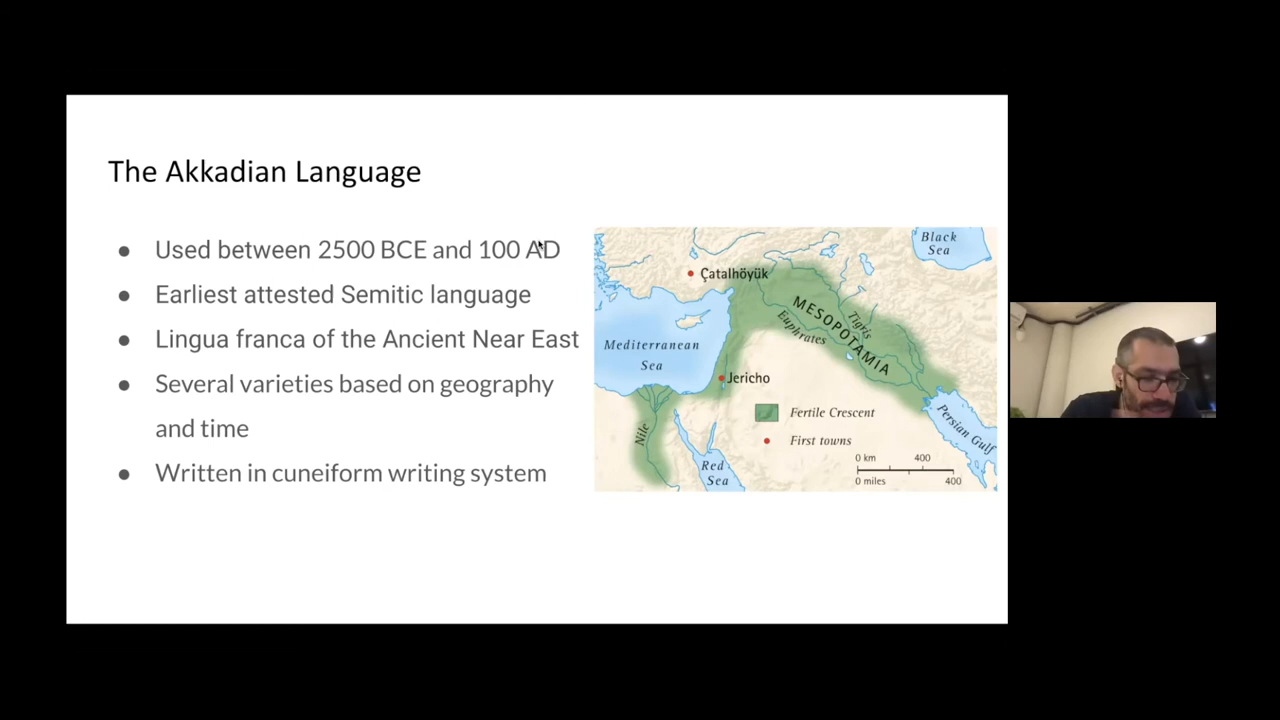 The Akkadian Language
● Used between 2500 BCE and 100 AD
● Earliest attested Semitic language
● Lingua franca of the Ancient Near East
● Several varieties based on geography
and time
● Written in cuneiform writing system
Black
Sea
Çatalhöyük
MESOPOTAMIA
Tigris
Euphrates
Mediterranean
Sea
Jericho
Fertile Crescent
First towns
Nile
Red
Sea
Persian Gulf
0 km 400
0 miles 400